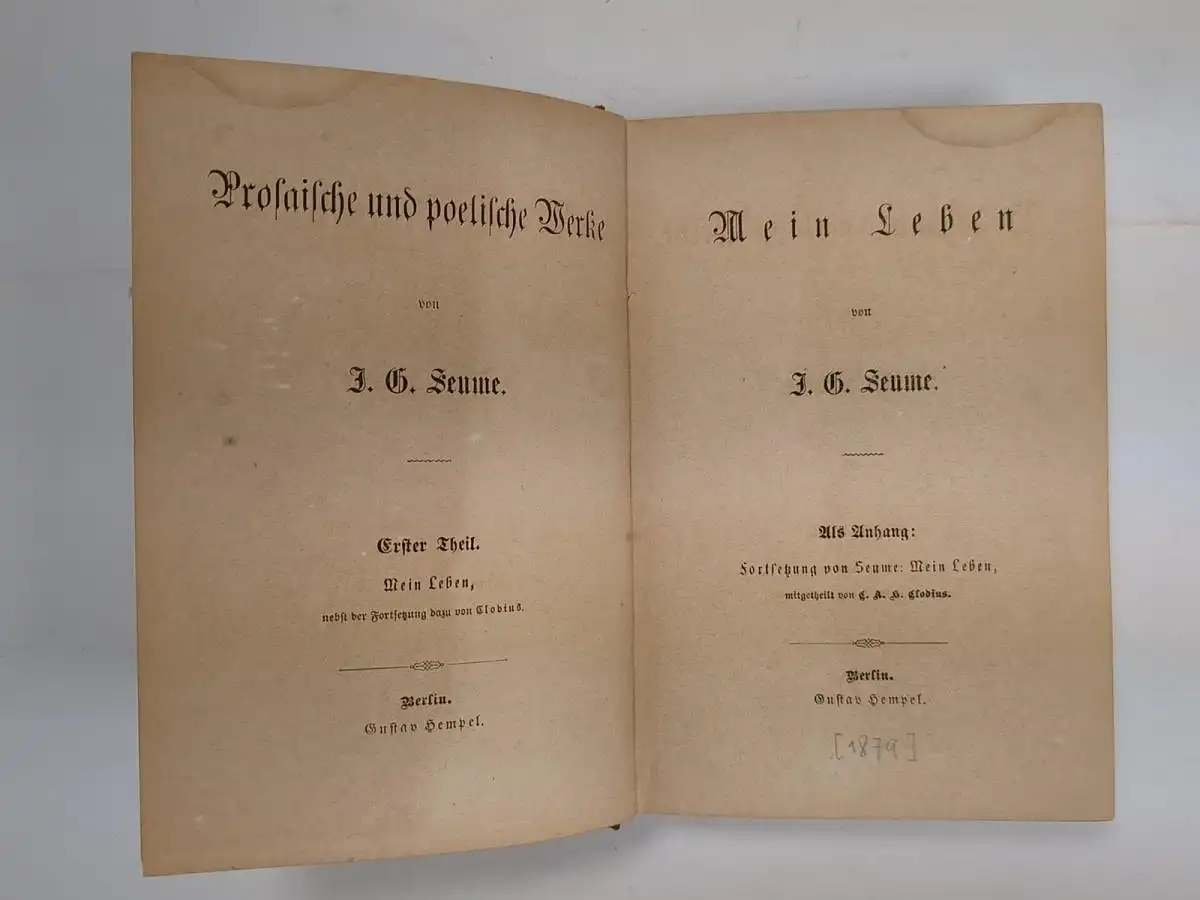 Prosaische und poetische Werke
von
J. G. Seume.
Erster Theil.
Mein Leben,
nebst der Fortsetzung dazu von Clodius.
Berlin.
Gustav Hempel.
Mein Leben
von
J. G. Seume.
Als Anhang:
Fortsetzung von Seume: Mein Leben,
mitgetheilt von C. A. H. Clodius.
Berlin.
Gustav Hempel.
[1879]